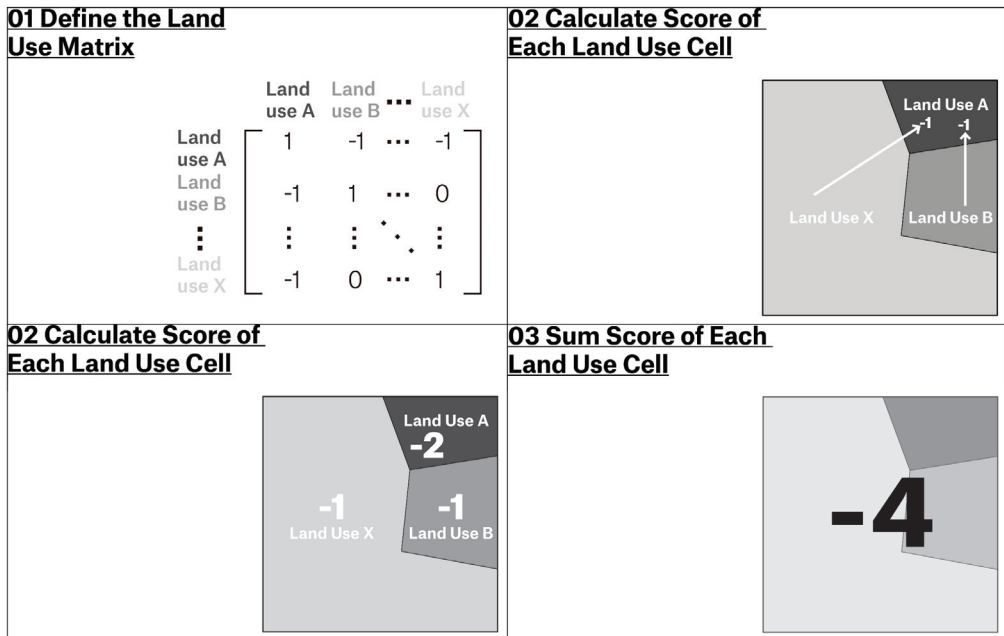 01 Define the Land
Use Matrix
Land Land ... Land
use A use B use X
Land
use A
1 -1 ... -1
Land
use B
-1 1 ... 0
Land
use X
-1 0 ... 1
02 Calculate Score of
Each Land Use Cell
Land Use A
-1 -1
Land Use X Land Use B
02 Calculate Score of
Each Land Use Cell
Land Use A
-2
-1 -1
Land Use X Land Use B
03 Sum Score of Each
Land Use Cell
-4